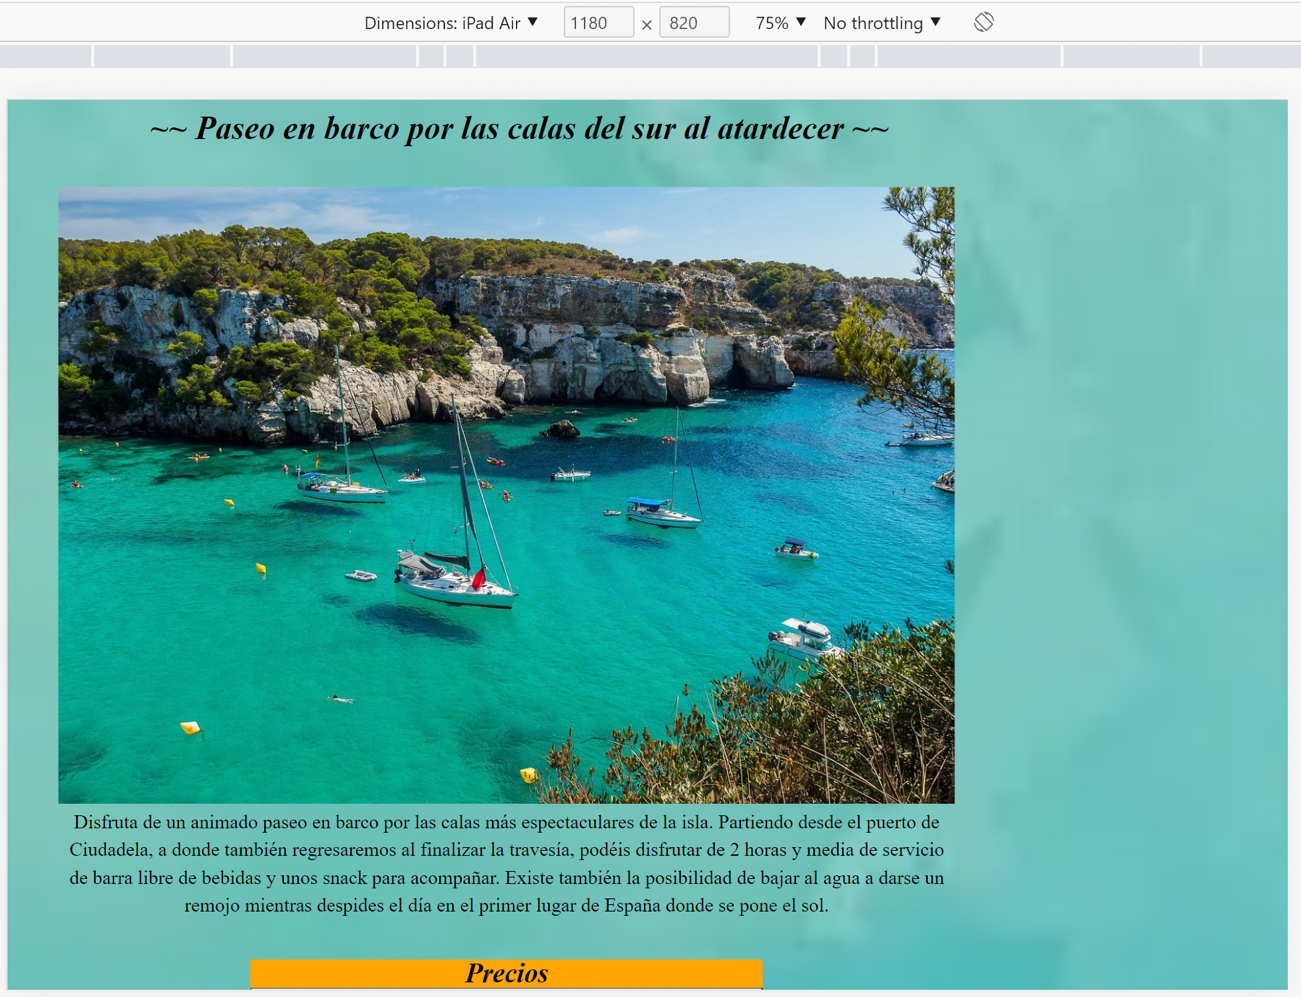 Dimensions: iPad Air ▼ 1180 × 820 75% ▼ No throttling ▼
~~ Paseo en barco por las calas del sur al atardecer ~~
Disfruta de un animado paseo en barco por las calas más espectaculares de la isla. Partiendo desde el puerto de
Ciudadela, a donde también regresaremos al finalizar la travesía, podéis disfrutar de 2 horas y media de servicio
de barra libre de bebidas y unos snack para acompañar. Existe también la posibilidad de bajar al agua a darse un
remojo mientras despides el día en el primer lugar de España donde se pone el sol.
Precios